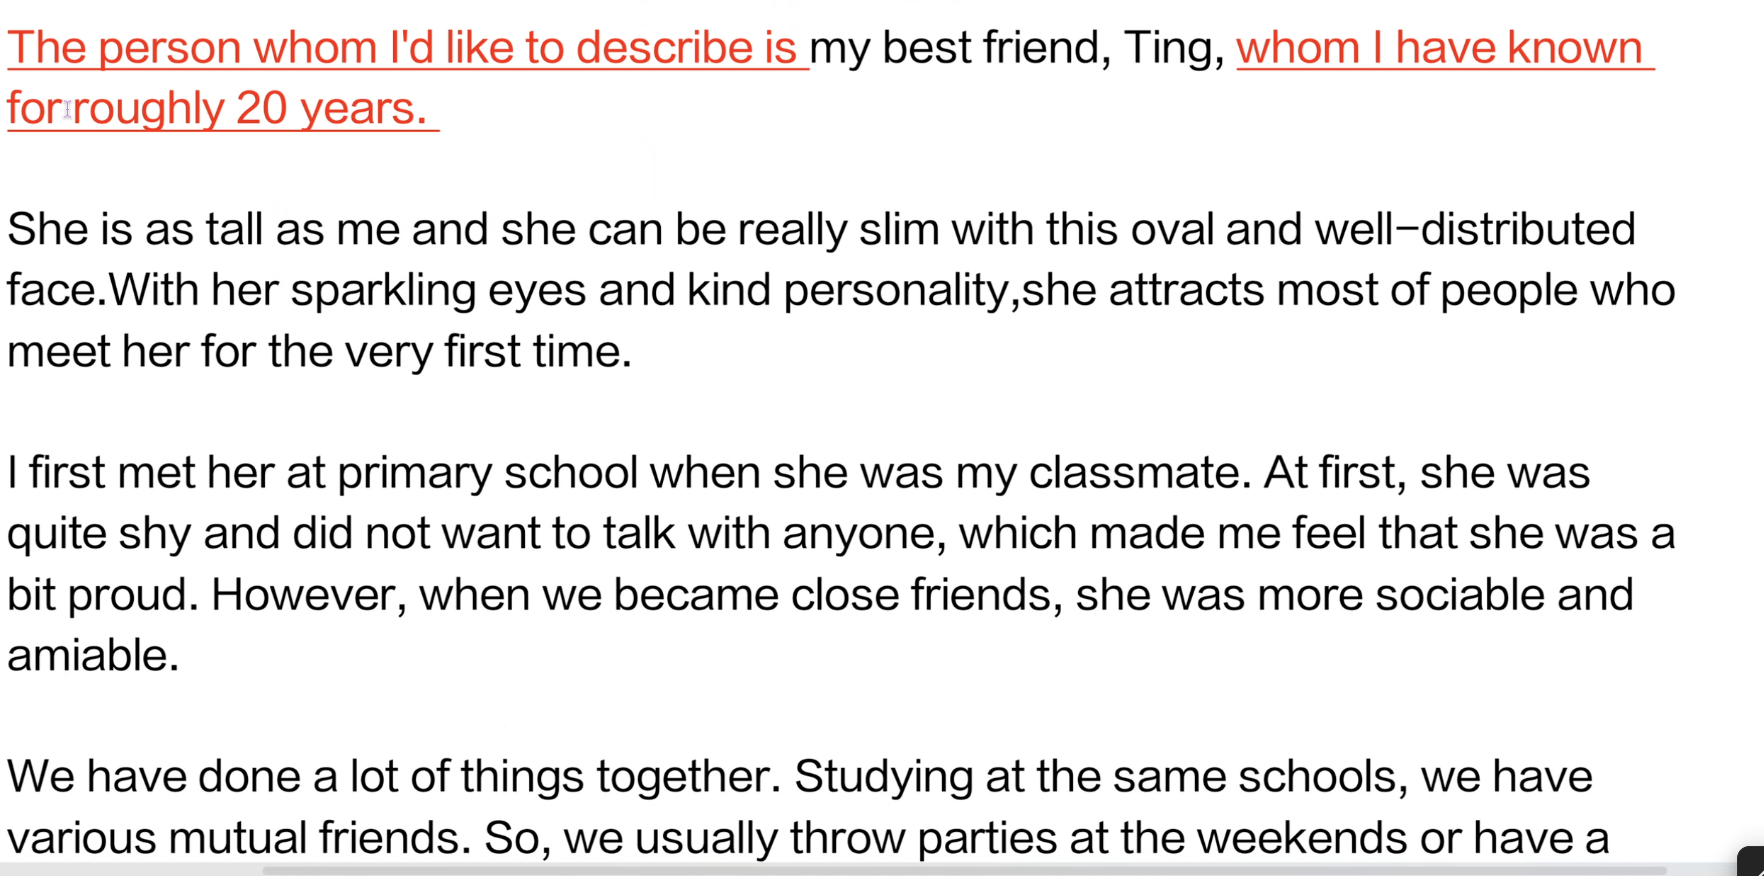 The person whom I'd like to describe is my best friend, Ting, whom I have known
for roughly 20 years.
She is as tall as me and she can be really slim with this oval and well-distributed
face.With her sparkling eyes and kind personality,she attracts most of people who
meet her for the very first time.
I first met her at primary school when she was my classmate. At first, she was
quite shy and did not want to talk with anyone, which made me feel that she was a
bit proud. However, when we became close friends, she was more sociable and
amiable.
We have done a lot of things together. Studying at the same schools, we have
various mutual friends. So, we usually throw parties at the weekends or have a